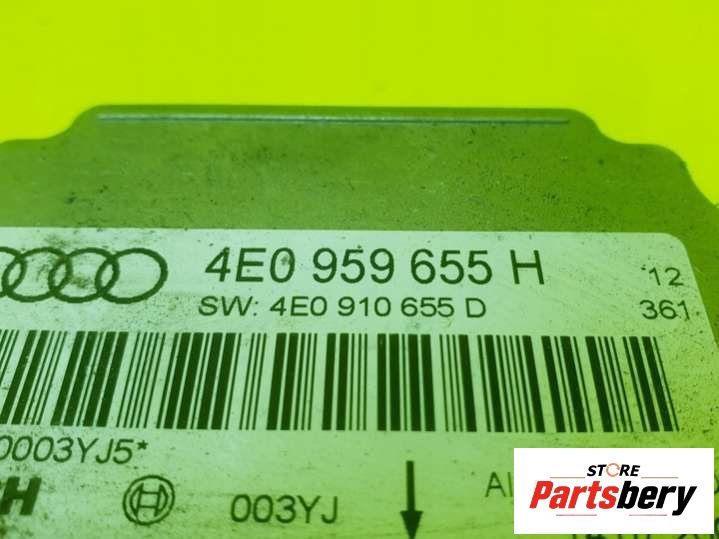 4E0 959 655 H
12
SW: 4E0 910 655 D
361
0003YJ5*
H
003YJ
STORE
Partsbery